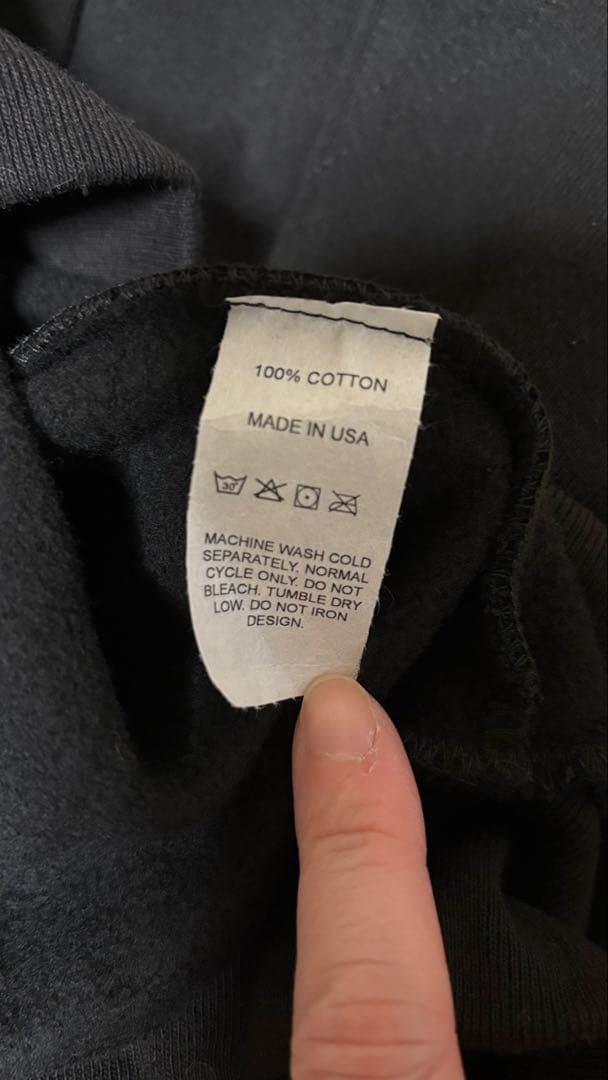 100% COTTON
MADE IN USA
30°
MACHINE WASH COLD
SEPARATELY, NORMAL
CYCLE ONLY. DO NOT
BLEACH. TUMBLE DRY
LOW. DO NOT IRON
DESIGN.